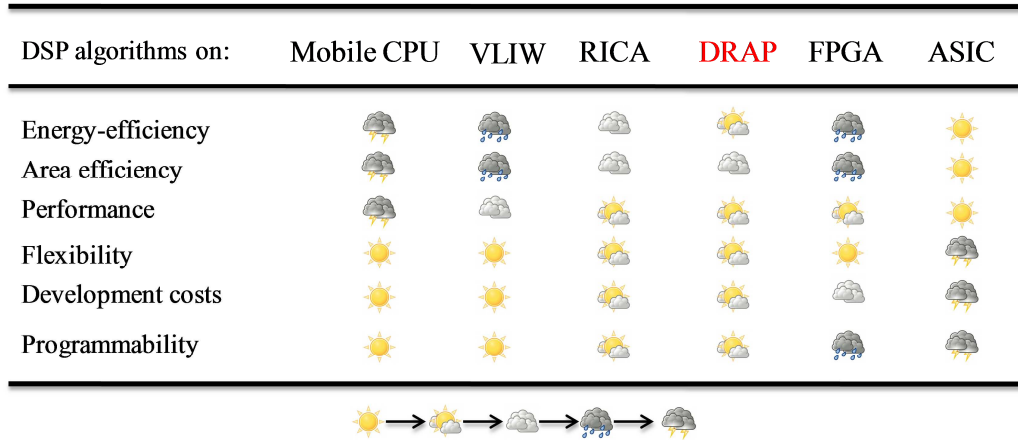 DSP algorithms on: Mobile CPU VLIW RICA DRAP FPGA ASIC
Energy-efficiency
Area efficiency
Performance
Flexibility
Development costs
Programmability